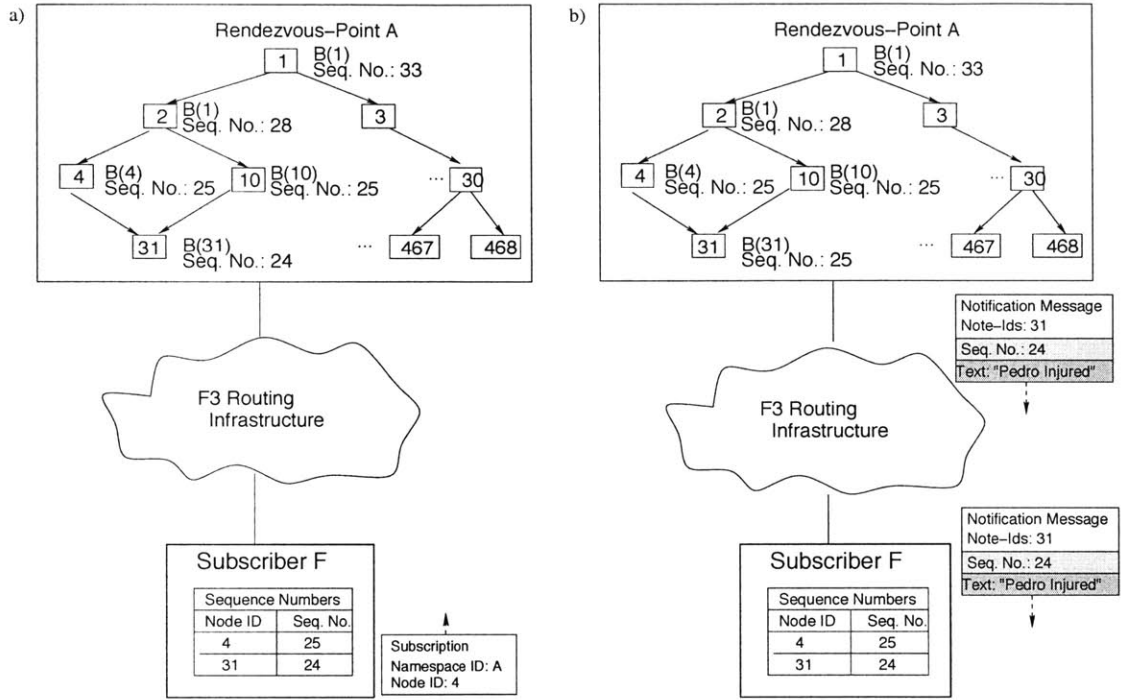 a)
Rendezvous-Point A
1
B(1)
Seq. No.: 33
2
B(1)
Seq. No.: 28
3
4
B(4)
Seq. No.: 25
10
B(10)
Seq. No.: 25
... 30
31
B(31)
Seq. No.: 24
... 467
468
F3 Routing
Infrastructure
Subscriber F
Sequence Numbers
Node ID Seq. No.
4 25
31 24
Subscription
Namespace ID: A
Node ID: 4
b)
Rendezvous-Point A
1
B(1)
Seq. No.: 33
2
B(1)
Seq. No.: 28
3
4
B(4)
Seq. No.: 25
10
B(10)
Seq. No.: 25
... 30
31
B(31)
Seq. No.: 25
... 467
468
Notification Message
Note-Ids: 31
Seq. No.: 24
Text: "Pedro Injured"
F3 Routing
Infrastructure
Notification Message
Note-Ids: 31
Seq. No.: 24
Text: "Pedro Injured"
Subscriber F
Sequence Numbers
Node ID Seq. No.
4 25
31 24